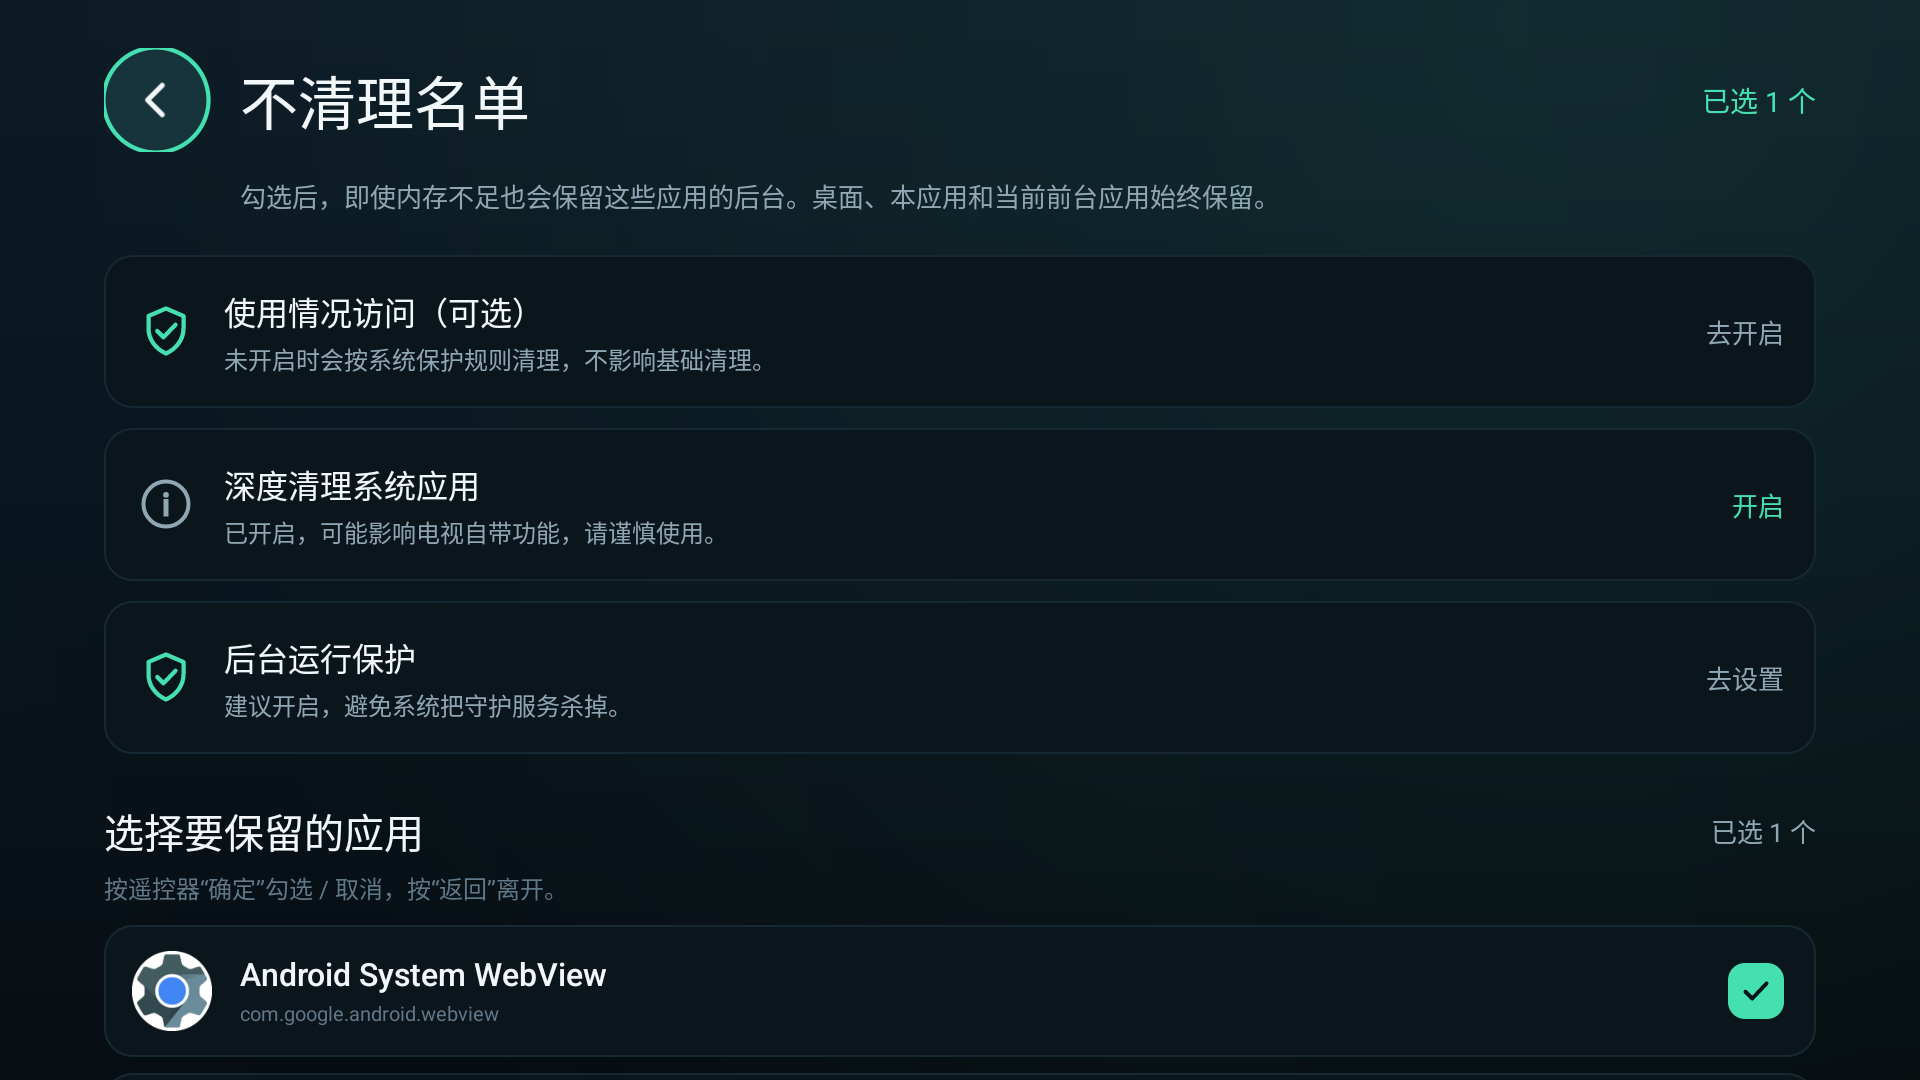 不清理名单
已选 1 个
勾选后，即使内存不足也会保留这些应用的后台。桌面、本应用和当前前台应用始终保留。
使用情况访问（可选）
未开启时会按系统保护规则清理，不影响基础清理。
去开启
深度清理系统应用
已开启，可能影响电视自带功能，请谨慎使用。
开启
后台运行保护
建议开启，避免系统把守护服务杀掉。
去设置
选择要保留的应用
已选 1 个
按遥控器“确定”勾选 / 取消，按“返回”离开。
Android System WebView
com.google.android.webview